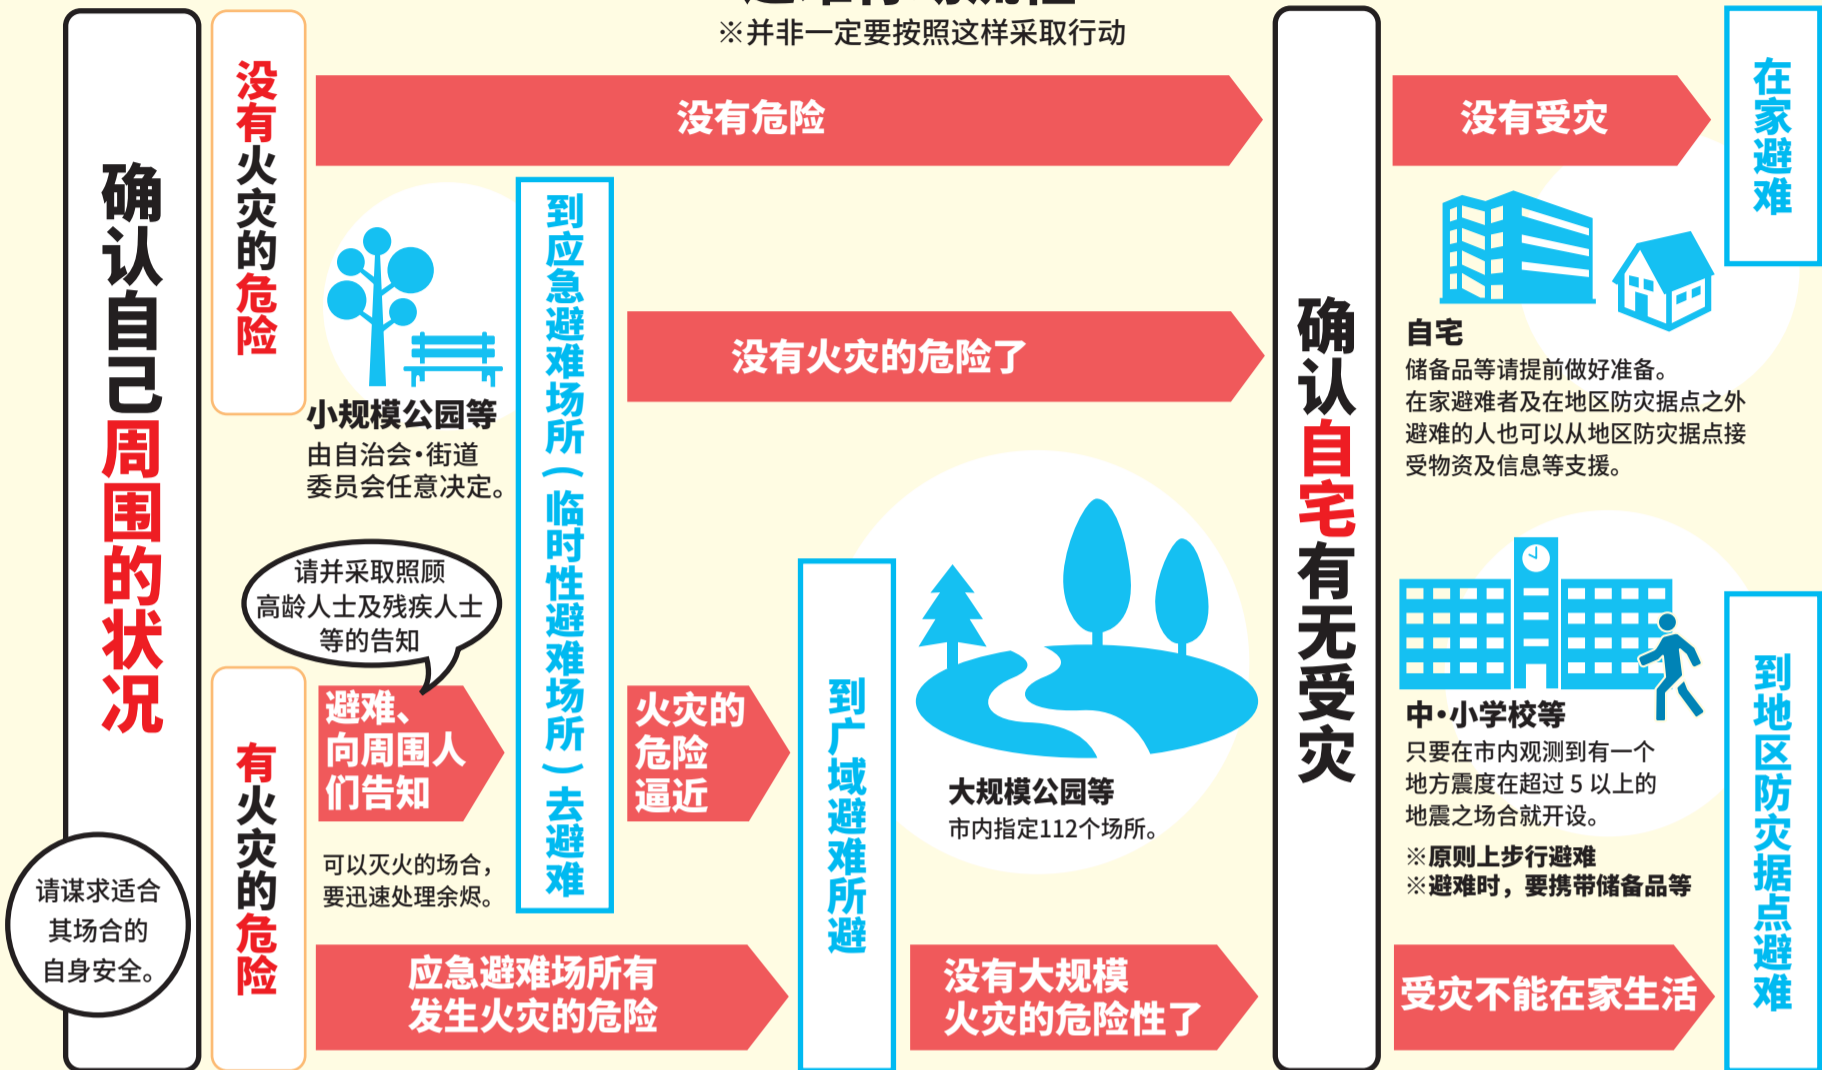 ※并非一定要按照这样采取行动
确认自己周围的状况
请谋求适合
其场合的
自身安全。
没有火灾的危险
没有危险
小规模公园等
由自治会·街道
委员会任意决定。
请并采取照顾
高龄人士及残疾人士
等的告知
有火灾的危险
避难、
向周围人
们告知
可以灭火的场合，
要迅速处理余烬。
到应急避难场所（临时性避难场所）去避难
没有火灾的危险了
火灾的
危险
逼近
应急避难场所有
发生火灾的危险
到广域避难所避
大规模公园等
市内指定112个场所。
没有大规模
火灾的危险性了
确认自宅有无受灾
没有受灾
在家避难
自宅
储备品等请提前做好准备。
在家避难者及在地区防灾据点之外
避难的人也可以从地区防灾据点接
受物资及信息等支援。
中·小学校等
只要在市内观测到有一个
地方震度在超过 5 以上的
地震之场合就开设。
※原则上步行避难
※避难时，要携带储备品等
受灾不能在家生活
到地区防灾据点避难